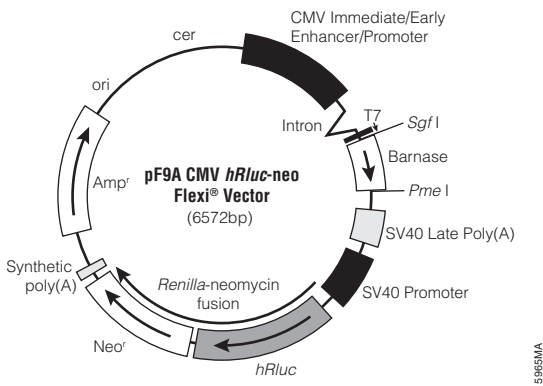 CMV Immediate/Early
Enhancer/Promoter
cer
ori
Intron
T7
Sgf I
Barnase
Pme I
Ampʳ
pF9A CMV hRluc-neo
Flexi® Vector
(6572bp)
SV40 Late Poly(A)
SV40 Promoter
Synthetic
poly(A)
Renilla-neomycin
fusion
Neoʳ
hRluc
5965MA